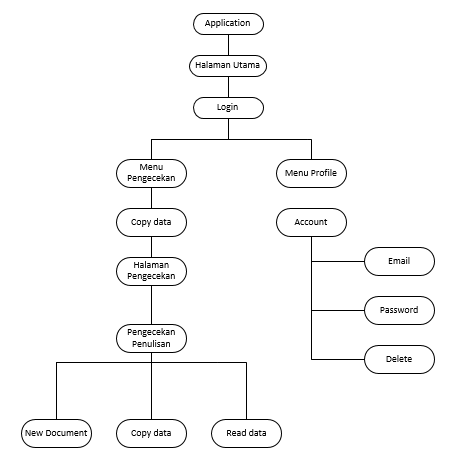 Application
Halaman Utama
Login
Menu
Pengecekan
Menu Profile
Copy data
Account
Halaman
Pengecekan
Email
Password
Pengecekan
Penulisan
Delete
New Document
Copy data
Read data